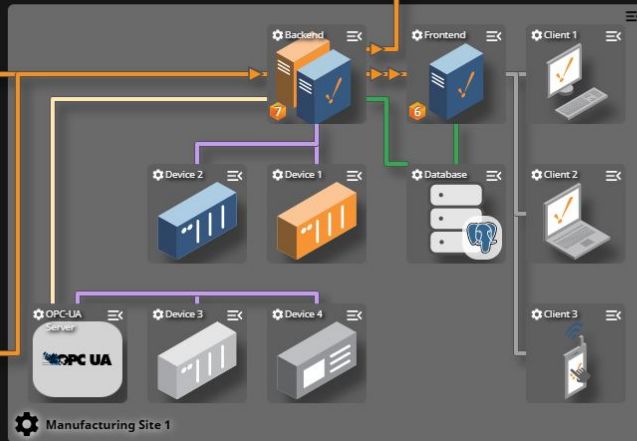 Backend
Frontend
Client 1
7
6
Device 2
Device 1
Database
Client 2
OPC-UA
Server
Device 3
Device 4
Client 3
OPC UA
Manufacturing Site 1